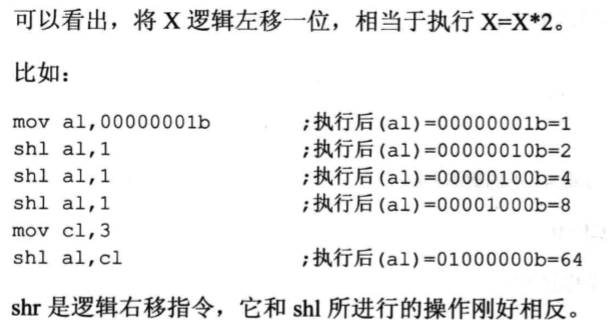 可以看出，将 X 逻辑左移一位，相当于执行 X=X*2。
比如：
mov al,00000001b ;执行后(al)=00000001b=1
shl al,1 ;执行后(al)=00000010b=2
shl al,1 ;执行后(al)=00000100b=4
shl al,1 ;执行后(al)=00001000b=8
mov cl,3
shl al,cl ;执行后(al)=01000000b=64
shr 是逻辑右移指令，它和 shl 所进行的操作刚好相反。